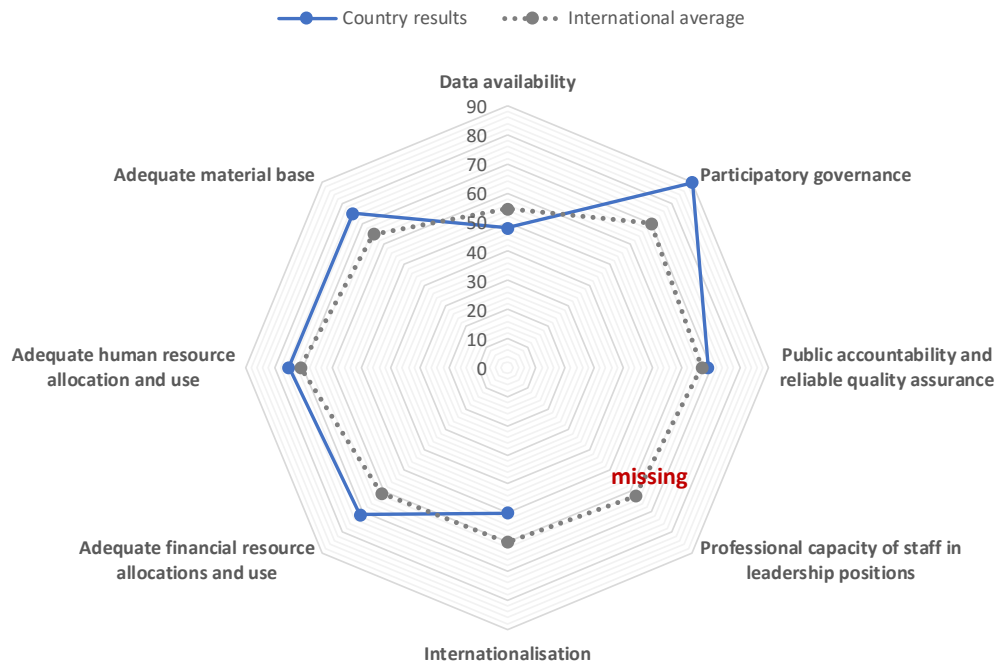 Country results
International average
Data availability
90
80
70
60
50
40
30
20
10
0
Adequate material base
Participatory governance
Adequate human resource
allocation and use
Public accountability and
reliable quality assurance
missing
Adequate financial resource
allocations and use
Professional capacity of staff in
leadership positions
Internationalisation